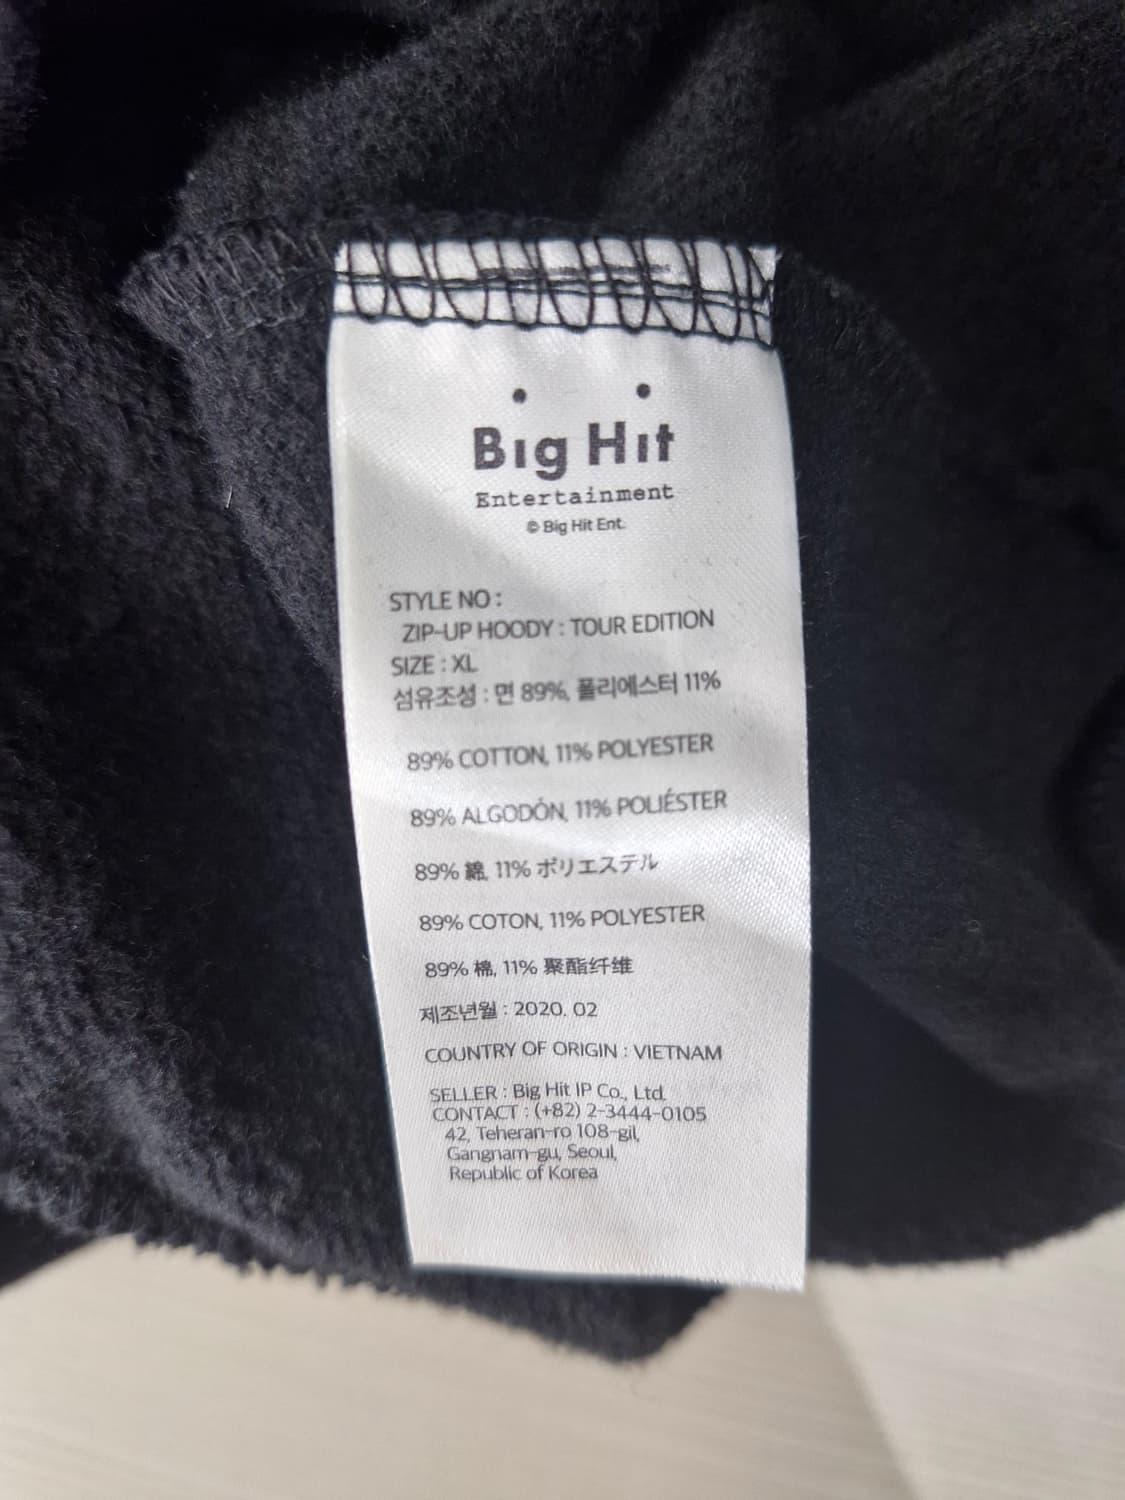 Big Hit
Entertainment
© Big Hit Ent.
STYLE NO :
ZIP-UP HOODY : TOUR EDITION
SIZE : XL
섬유조성 : 면 89%, 폴리에스터 11%
89% COTTON, 11% POLYESTER
89% ALGODÓN, 11% POLIÉSTER
89% 綿, 11% ポリエステル
89% COTON, 11% POLYESTER
89% 棉, 11% 聚酯纤维
제조년월 : 2020. 02
COUNTRY OF ORIGIN : VIETNAM
SELLER : Big Hit IP Co., Ltd.
CONTACT : (+82) 2-3444-0105
42, Teheran-ro 108-gil,
Gangnam-gu, Seoul,
Republic of Korea